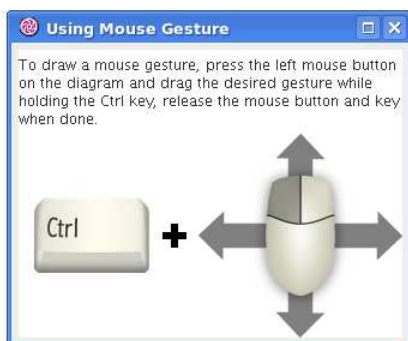 Using Mouse Gesture
To draw a mouse gesture, press the left mouse button
on the diagram and drag the desired gesture while
holding the Ctrl key, release the mouse button and key
when done.
Ctrl